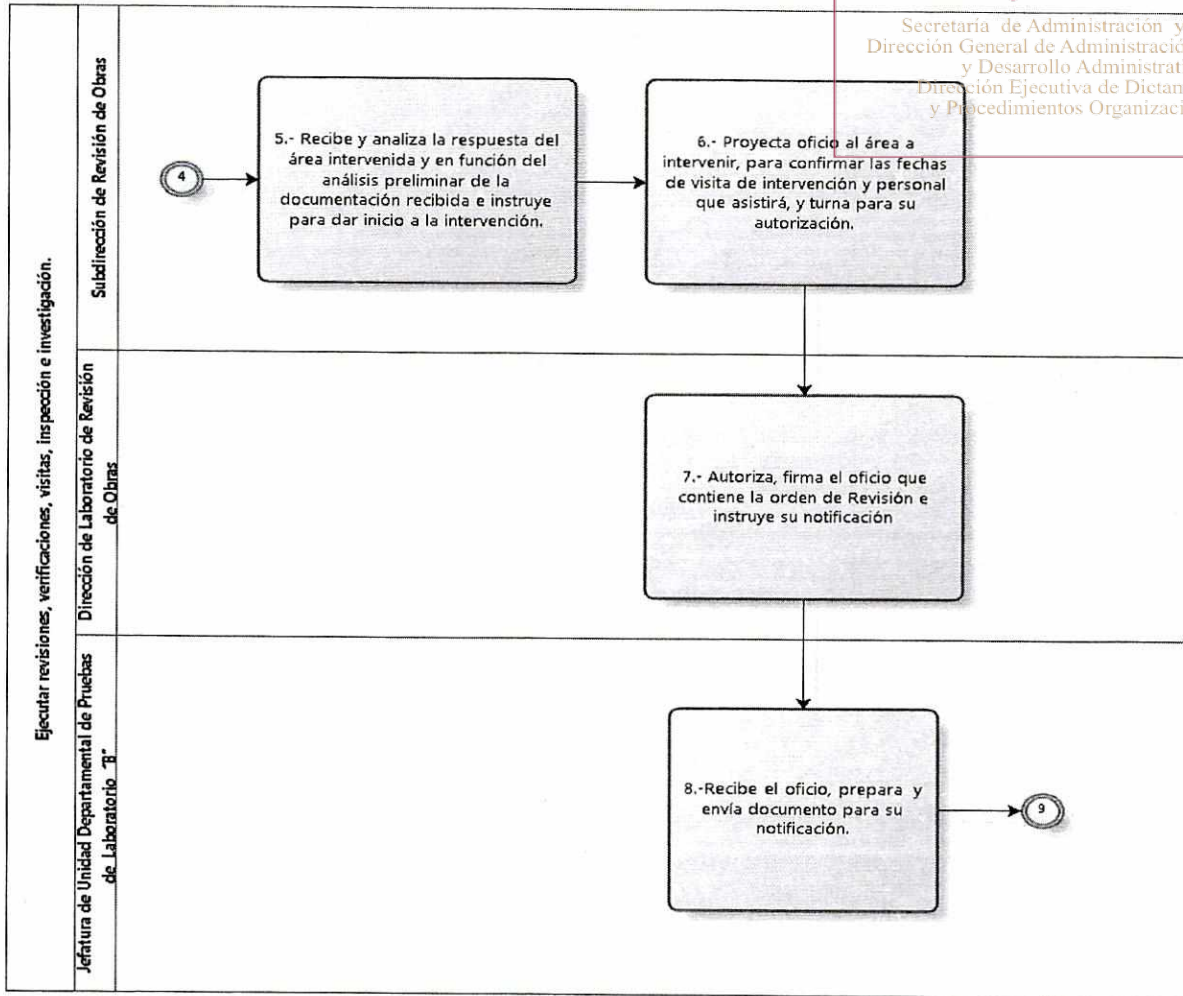 Secretaría de Administración y
Dirección General de Administració
y Desarrollo Administrat
Dirección Ejecutiva de Dictam
y Procedimientos Organizaci
Ejecutar revisiones, verificaciones, visitas, inspección e investigación.
Subdirección de Revisión de Obras
4
5.- Recibe y analiza la respuesta del
área intervenida y en función del
análisis preliminar de la
documentación recibida e instruye
para dar inicio a la intervención.
6.- Proyecta oficio al área a
intervenir, para confirmar las fechas
de visita de intervención y personal
que asistirá, y turna para su
autorización.
Dirección de Laboratorio de Revisión
de Obras
7.- Autoriza, firma el oficio que
contiene la orden de Revisión e
instruye su notificación
Jefatura de Unidad Departamental de Pruebas
de Laboratorio "B"
8.-Recibe el oficio, prepara y
envía documento para su
notificación.
9